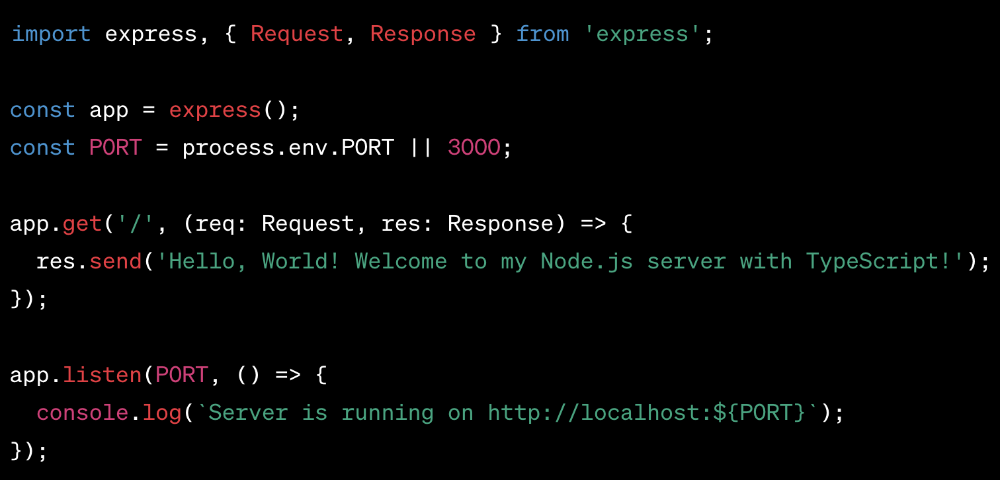 import express, { Request, Response } from 'express';

const app = express();
const PORT = process.env.PORT || 3000;

app.get('/', (req: Request, res: Response) => {
  res.send('Hello, World! Welcome to my Node.js server with TypeScript!');
});

app.listen(PORT, () => {
  console.log(`Server is running on http://localhost:${PORT}`);
});